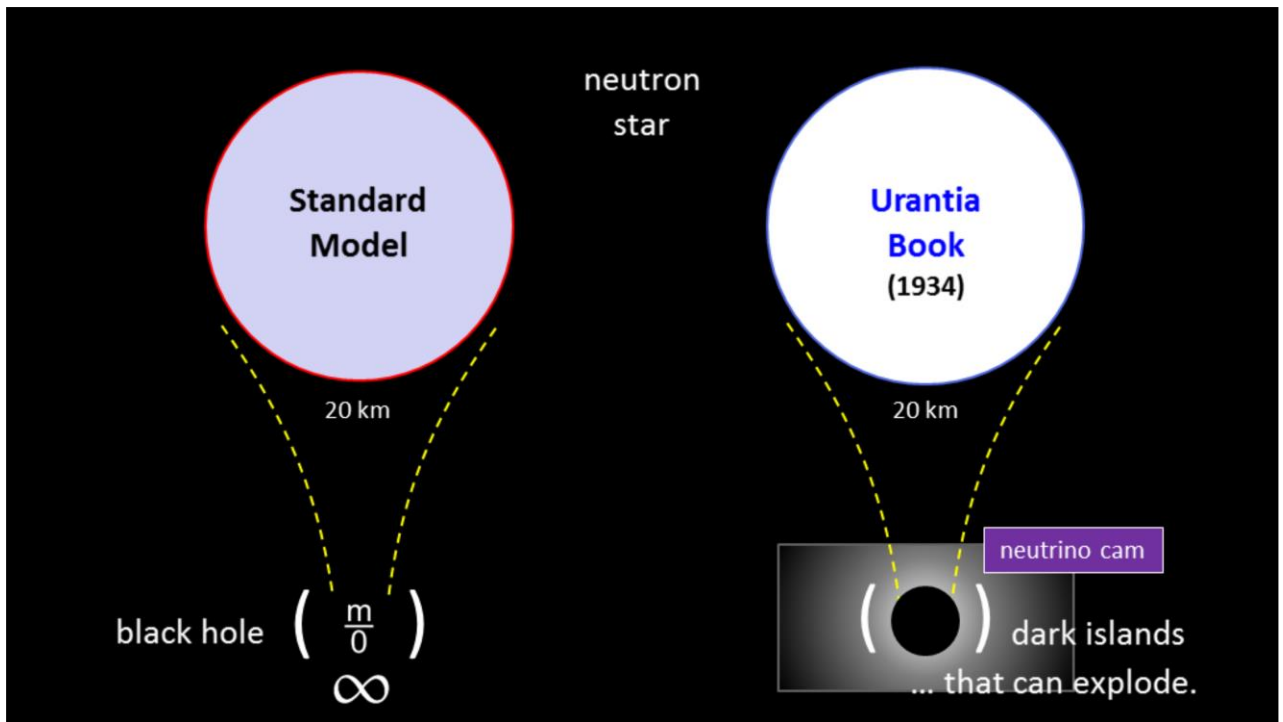 neutron
star
Standard
Model
Urantia
Book
(1934)
20 km
20 km
neutrino cam
black hole ( m/0 )
∞
( ) dark islands
... that can explode.